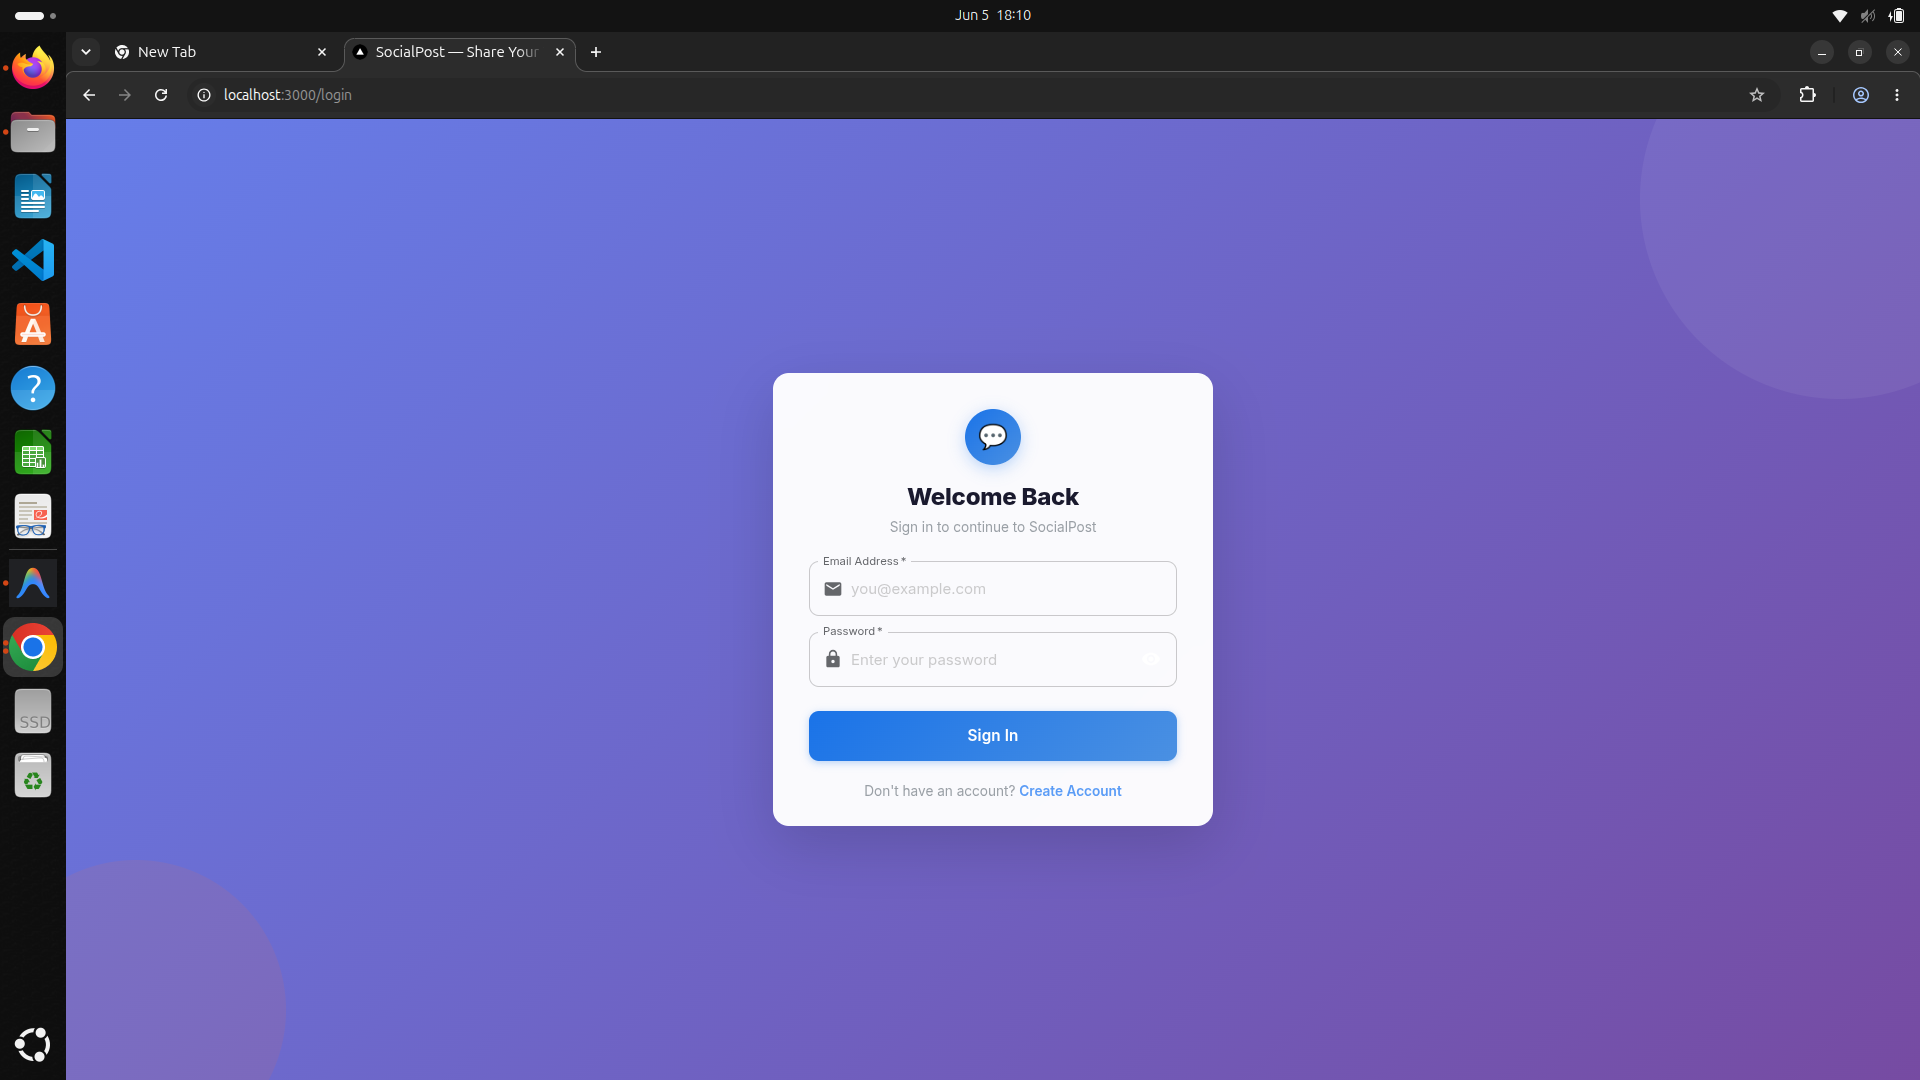 Jun 5 18:10
New Tab
SocialPost — Share Your
localhost:3000/login
Welcome Back
Sign in to continue to SocialPost
Email Address *
you@example.com
Password *
Enter your password
Sign In
Don't have an account? Create Account
SSD